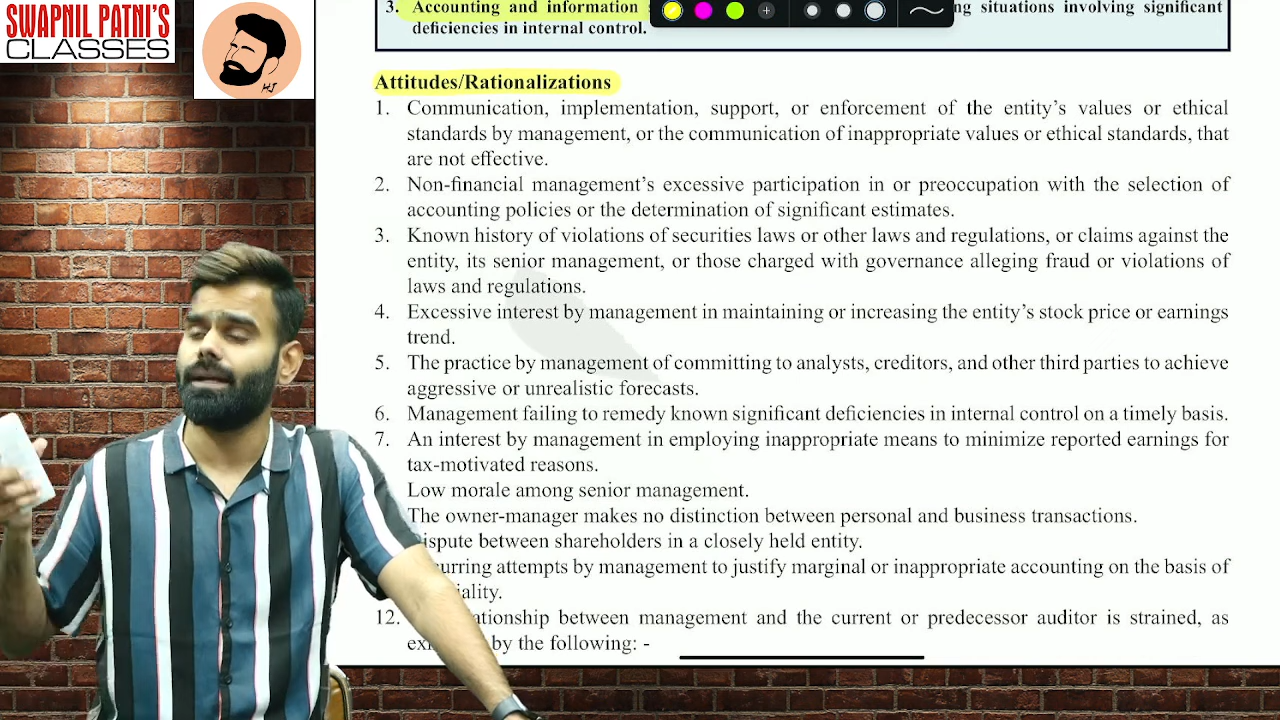 SWAPNIL PATNI'S
CLASSES
HJ
3. Accounting and information ng situations involving significant
deficiencies in internal control.
Attitudes/Rationalizations
1. Communication, implementation, support, or enforcement of the entity's values or ethical
standards by management, or the communication of inappropriate values or ethical standards, that
are not effective.
2. Non-financial management's excessive participation in or preoccupation with the selection of
accounting policies or the determination of significant estimates.
3. Known history of violations of securities laws or other laws and regulations, or claims against the
entity, its senior management, or those charged with governance alleging fraud or violations of
laws and regulations.
4. Excessive interest by management in maintaining or increasing the entity's stock price or earnings
trend.
5. The practice by management of committing to analysts, creditors, and other third parties to achieve
aggressive or unrealistic forecasts.
6. Management failing to remedy known significant deficiencies in internal control on a timely basis.
7. An interest by management in employing inappropriate means to minimize reported earnings for
tax-motivated reasons.
Low morale among senior management.
The owner-manager makes no distinction between personal and business transactions.
ispute between shareholders in a closely held entity.
urring attempts by management to justify marginal or inappropriate accounting on the basis of
iality.
12. ationship between management and the current or predecessor auditor is strained, as
ex by the following: -